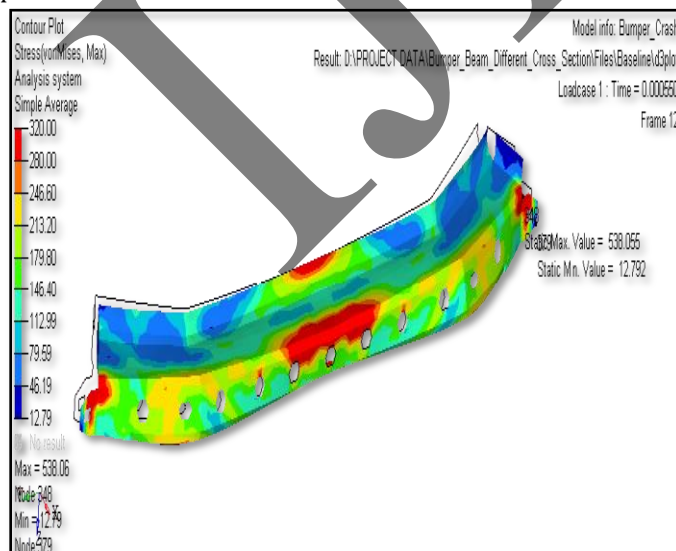 Contour Plot
Stress(vonMises, Max)
Analysis system
Simple Average
320.00
280.00
246.60
213.20
179.80
146.40
112.99
79.59
46.19
12.79
No result
Max = 538.06
Node 348
Min = 12.79
Node 379
Model info: Bumper_Crash
Result: D:\PROJECT DATA\Bumper_Beam_Different_Cross_Section\Files\Baseline\d3plo
Loadcase 1 : Time = 0.000550
Frame 12
Static Max. Value = 538.055
Static Mn. Value = 12.792